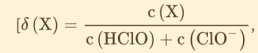 [δ(X) = c(X) / (c(HClO) + c(ClO⁻)),